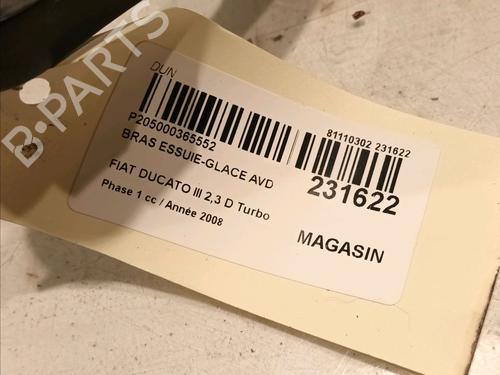 B-PARTS
DUN
P205000365552
81110302 231622
BRAS ESSUIE-GLACE AVD
231622
FIAT DUCATO III 2,3 D Turbo
Phase 1 cc / Année 2008
MAGASIN